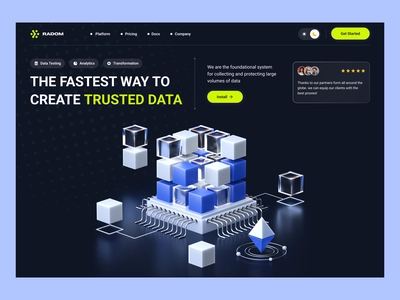 RADOM
Platform
Pricing
Docs
Company
Get Started
Data Testing
Analytics
Transformation
THE FASTEST WAY TO
CREATE TRUSTED DATA
We are the foundational system
for collecting and protecting large
volumes of data
Install →
Thanks to our partners form all around the
globe, we can equip our clients with the
best prosued